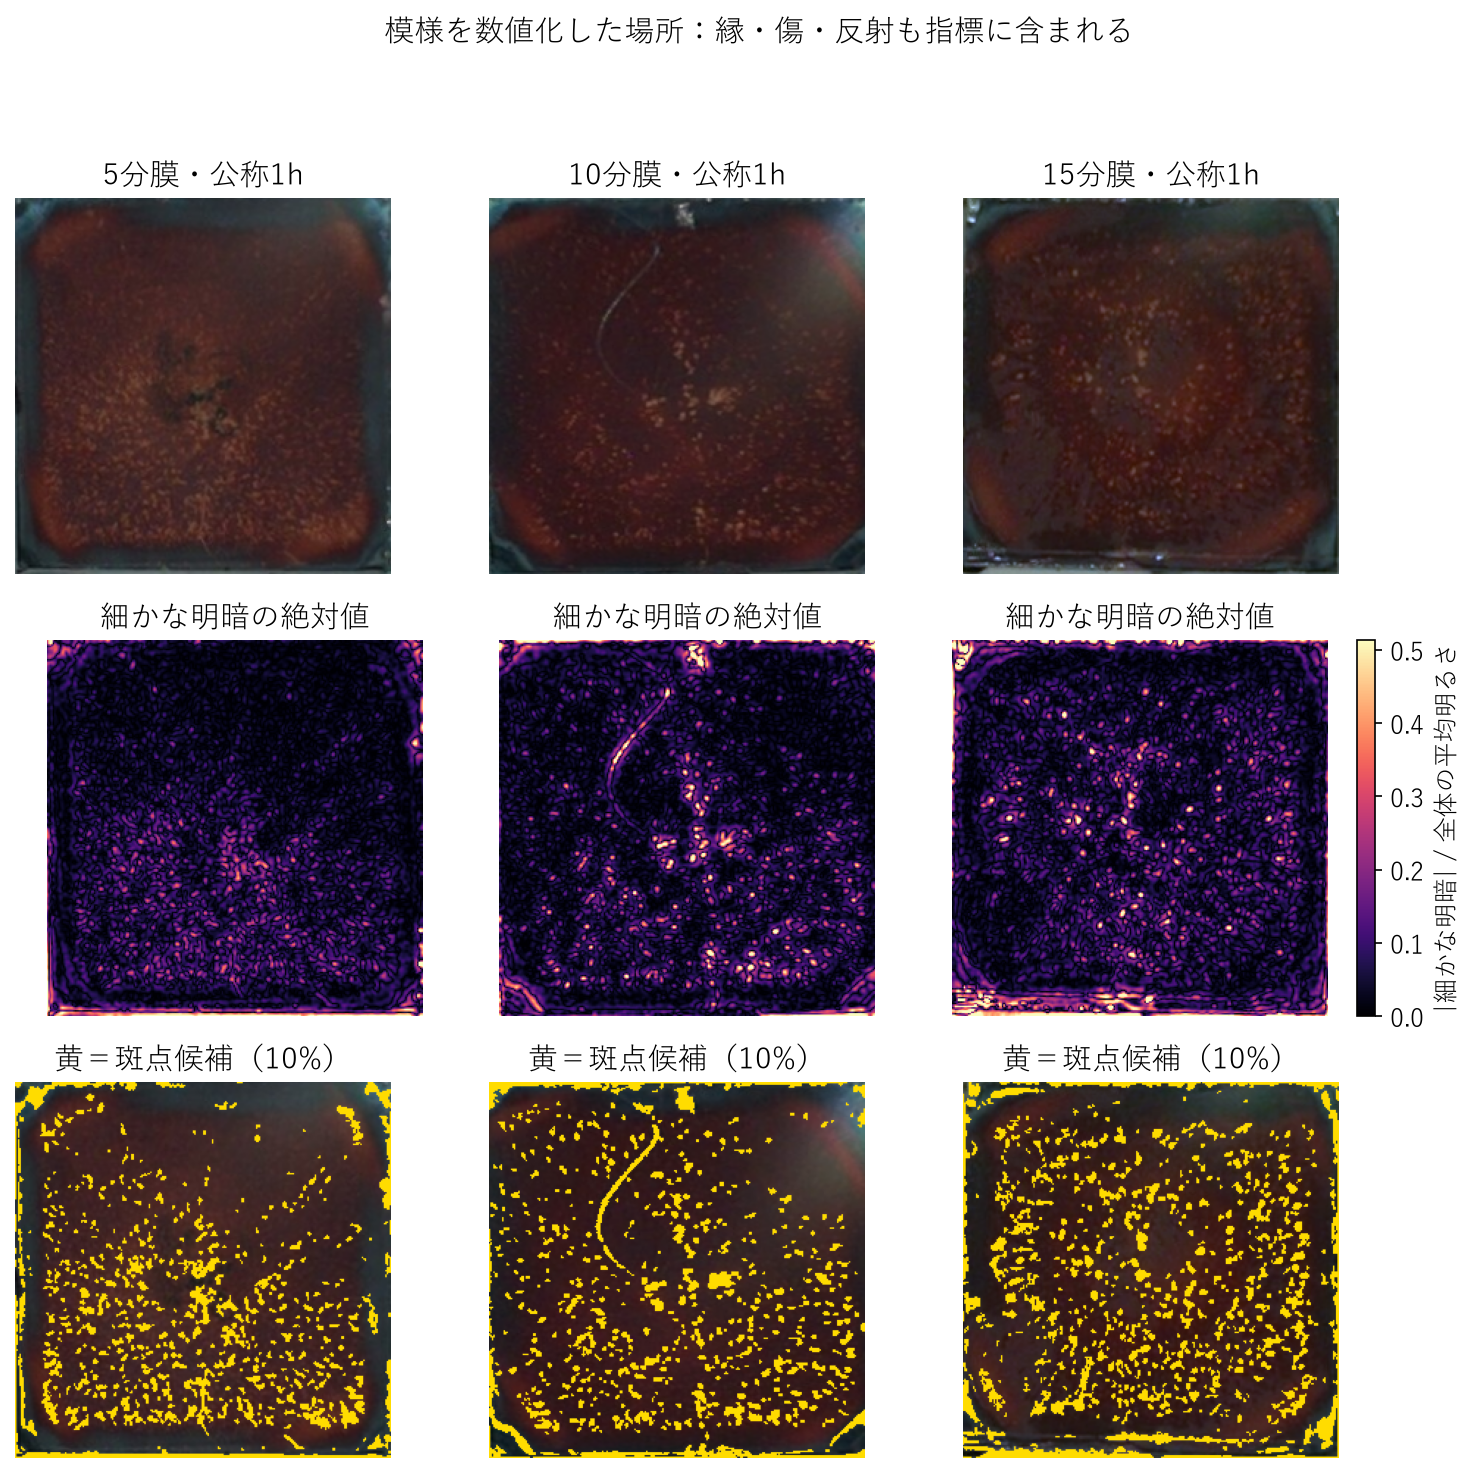 模様を数値化した場所：縁・傷・反射も指標に含まれる
5分膜・公称1h
10分膜・公称1h
15分膜・公称1h
細かな明暗の絶対値
細かな明暗の絶対値
細かな明暗の絶対値
0.5
0.4
0.3
0.2
0.1
0.0
|細かな明暗| / 全体の平均明るさ
黄＝斑点候補（10%）
黄＝斑点候補（10%）
黄＝斑点候補（10%）